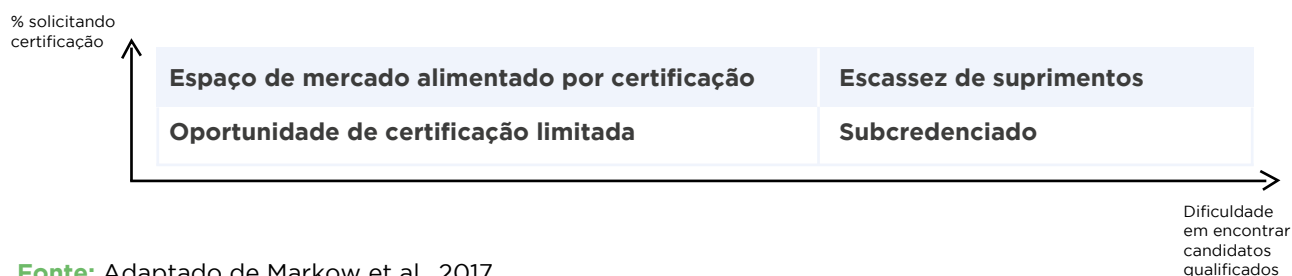 % solicitando
certificação
Espaço de mercado alimentado por certificação
Escassez de suprimentos
Oportunidade de certificação limitada
Subcredenciado
Dificuldade
em encontrar
candidatos
qualificados
Fonte: Adaptado de Markow et al., 2017